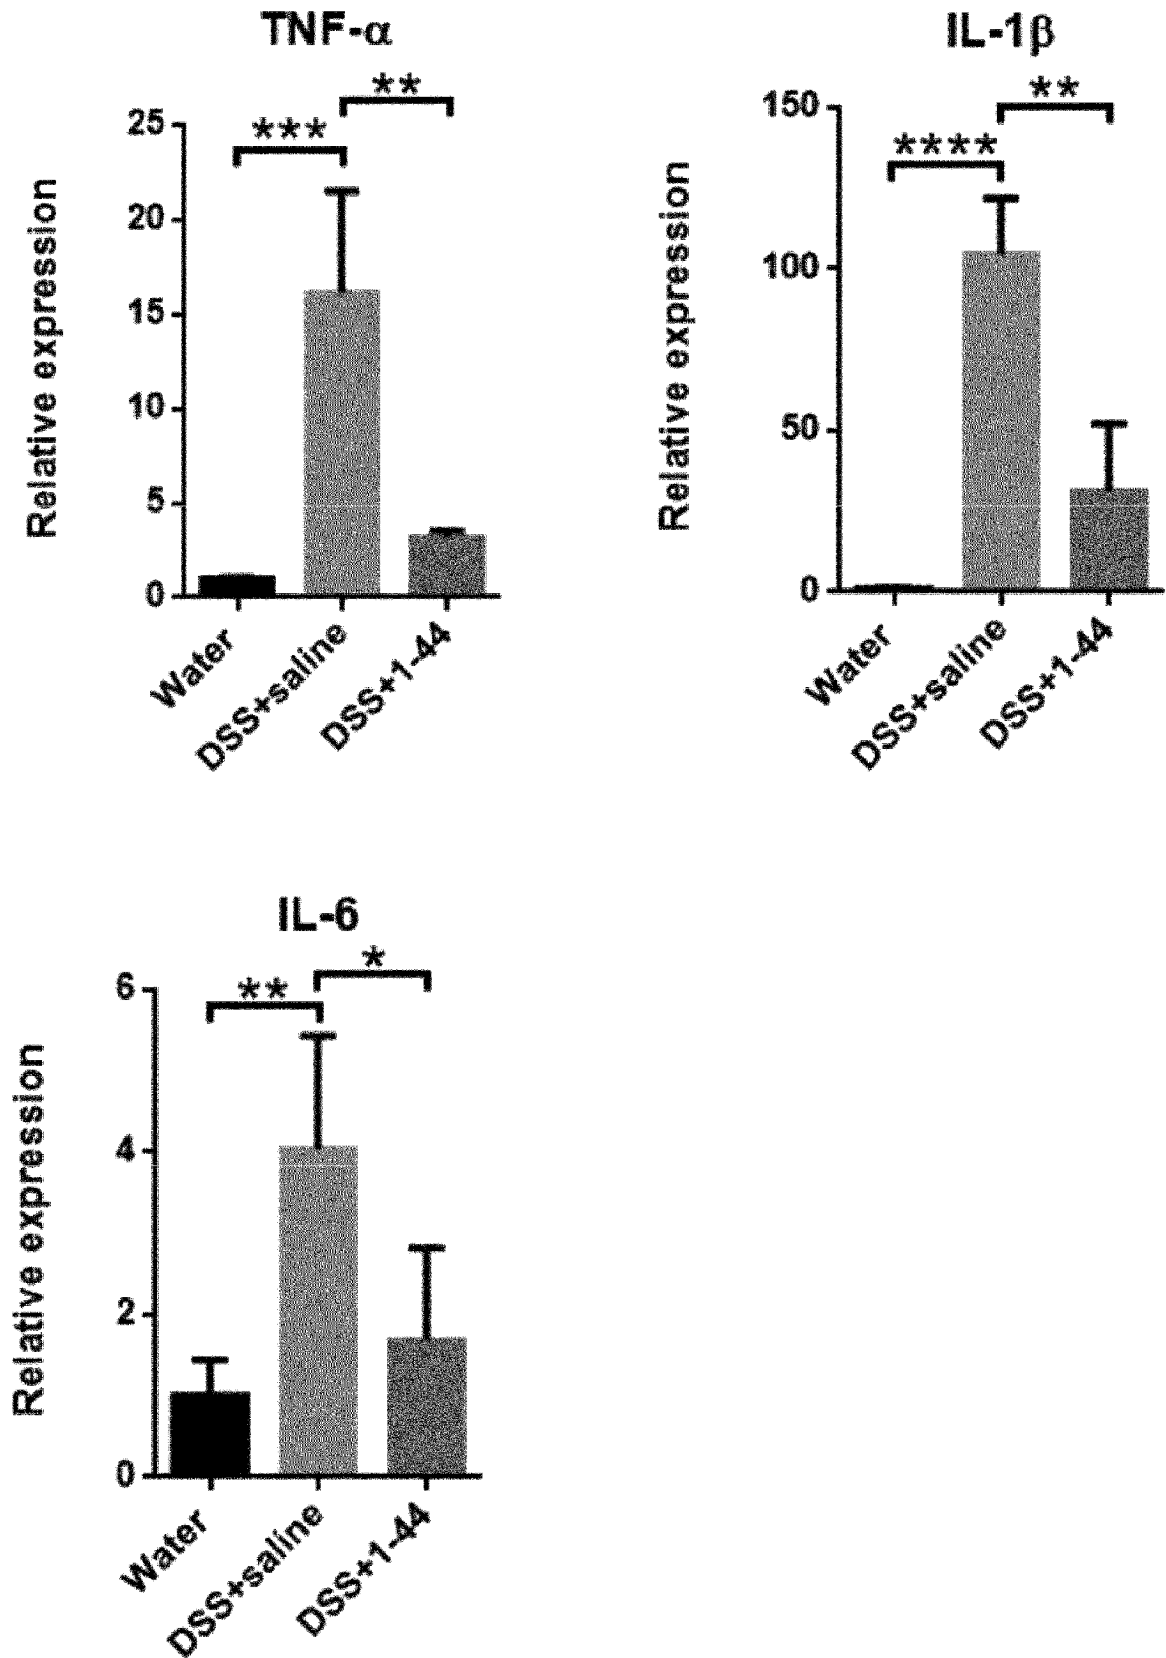 TNF-α
**
***
25
20
15
10
5
0
Relative expression
Water
DSS+saline
DSS+1-44
IL-1β
**
****
150
100
50
0
Relative expression
Water
DSS+saline
DSS+1-44
IL-6
*
**
6
4
2
0
Relative expression
Water
DSS+saline
DSS+1-44